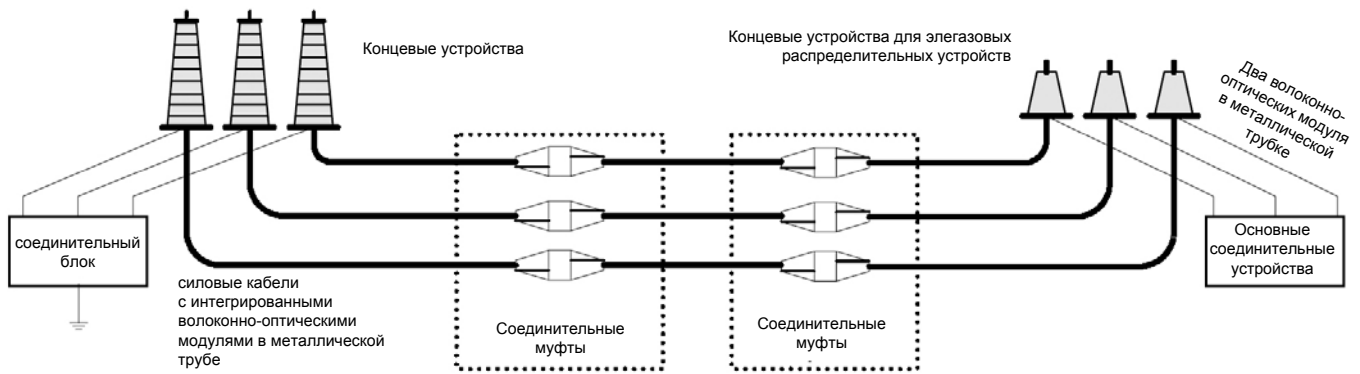 Концевые устройства
Концевые устройства для элегазовых
распределительных устройств
Два волоконно-
оптических модуля
в металлической
трубке
соединительный
блок
силовые кабели
с интегрированными
волоконно-оптическими
модулями в металлической
трубе
Соединительные
муфты
Соединительные
муфты
Основные
соединительные
устройства